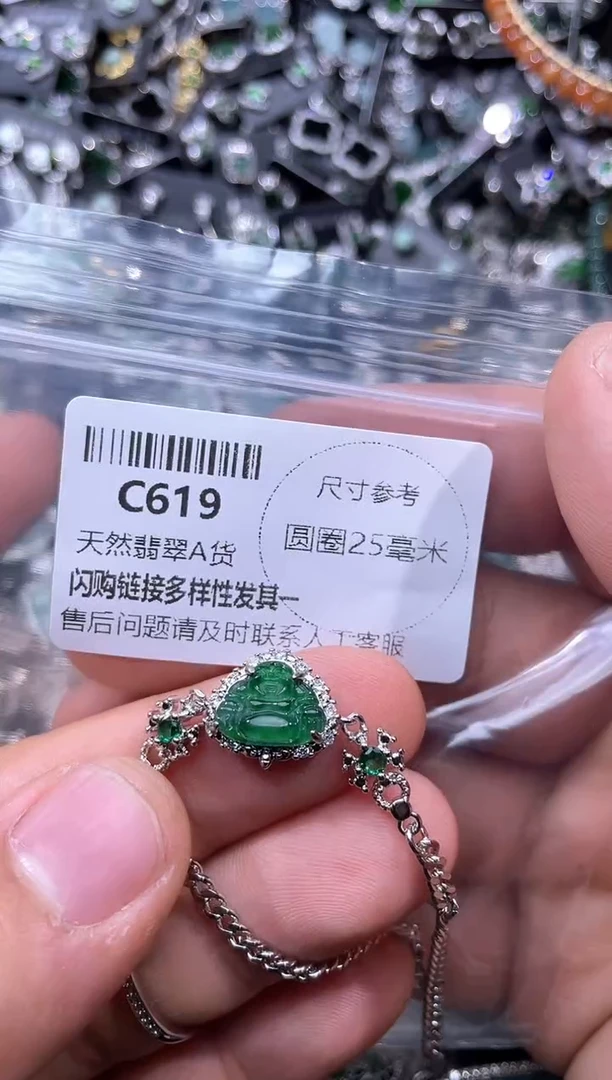 C619
尺寸参考
圆圈25毫米
天然翡翠A货
闪购链接多样性发其一
售后问题请及时联系人工客服